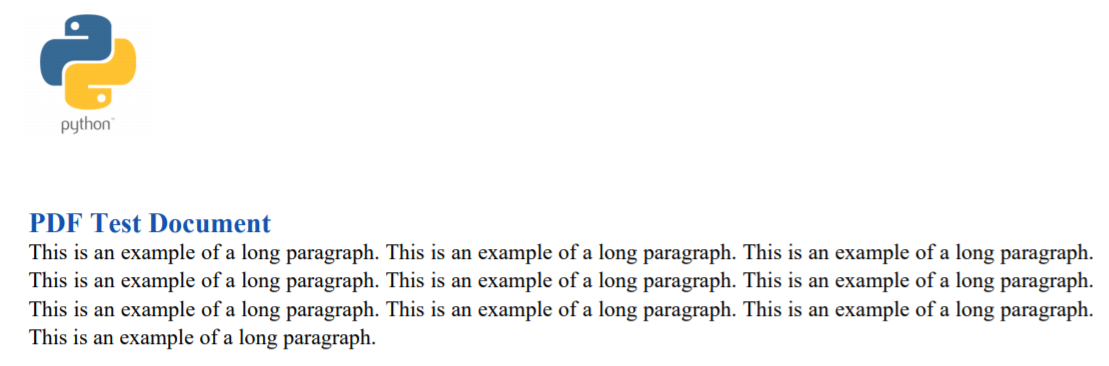 python
PDF Test Document
This is an example of a long paragraph. This is an example of a long paragraph. This is an example of a long paragraph.
This is an example of a long paragraph. This is an example of a long paragraph. This is an example of a long paragraph.
This is an example of a long paragraph. This is an example of a long paragraph. This is an example of a long paragraph.
This is an example of a long paragraph.